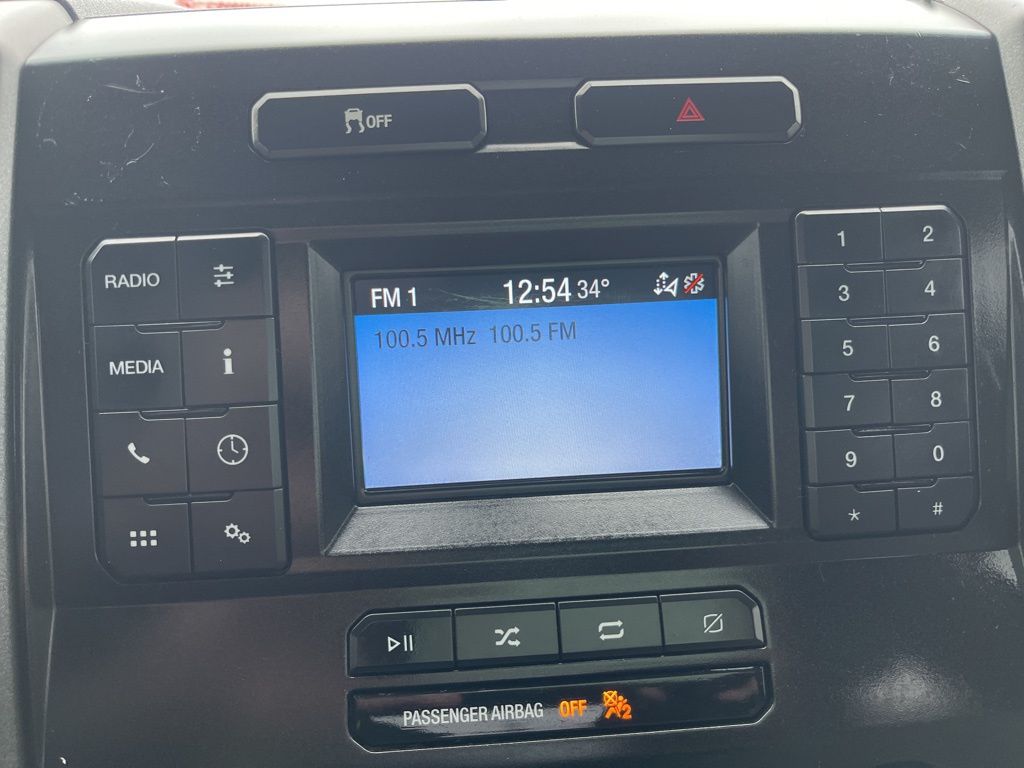 OFF
FM 1 12:54 34°
100.5 MHz 100.5 FM
RADIO
MEDIA
i
1 2
3 4
5 6
7 8
9 0
* #
PASSENGER AIRBAG OFF 2